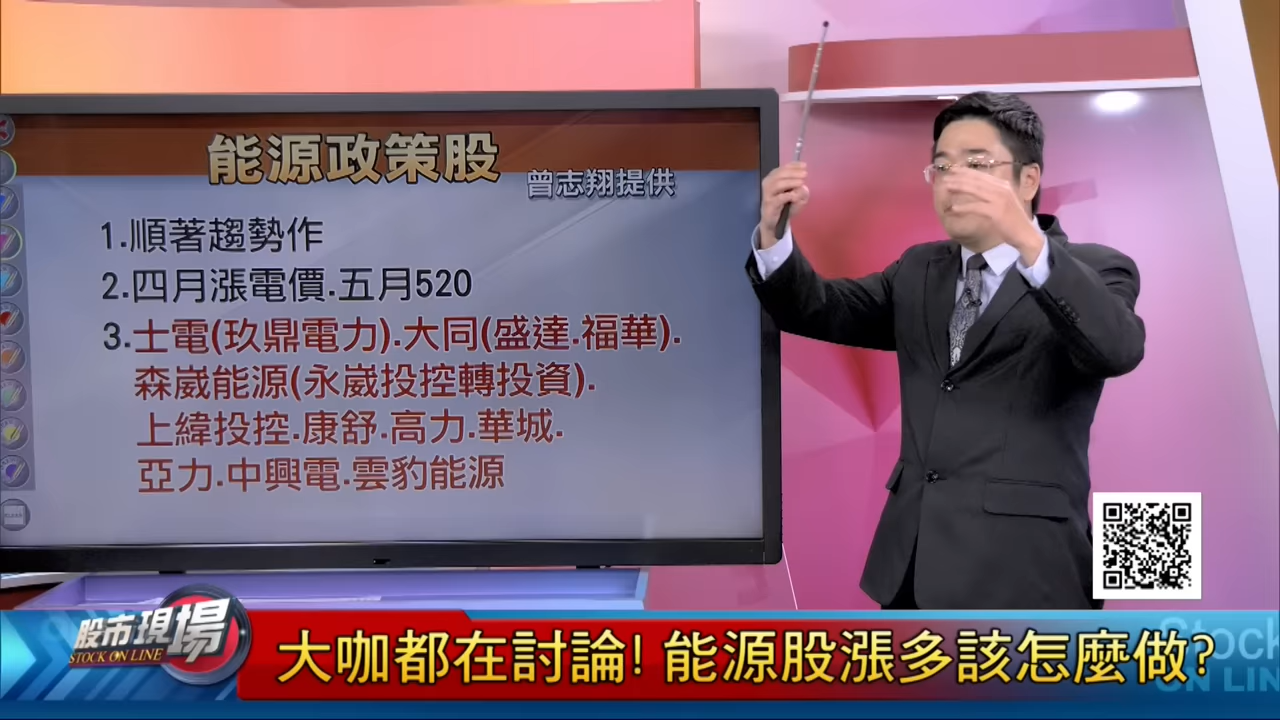 能源政策股
曾志翔提供
1.順著趨勢作
2.四月漲電價.五月520
3.士電(玖鼎電力).大同(盛達.福華).
森崴能源(永崴投控轉投資).
上緯投控.康舒.高力.華城.
亞力.中興電.雲豹能源
股市現場
STOCK ON LINE
大咖都在討論! 能源股漲多該怎麼做?
Stock
ON LIN